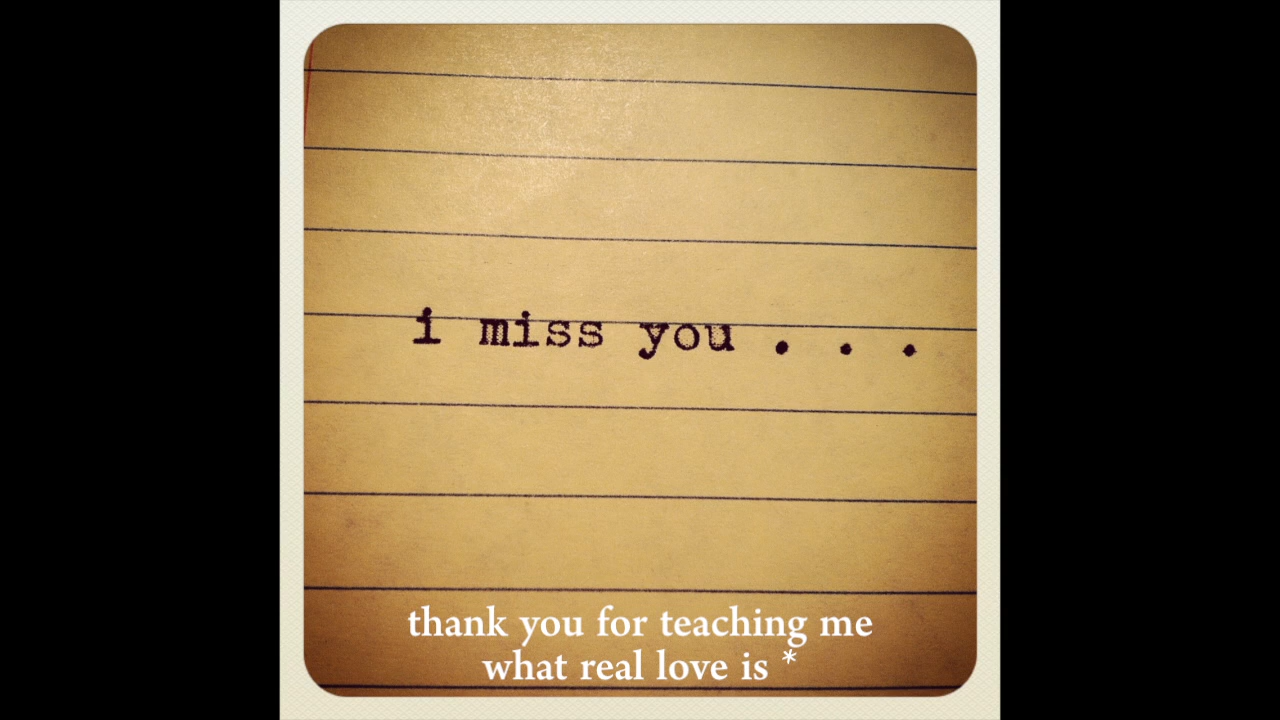 i miss you . . .
thank you for teaching me
what real love is *